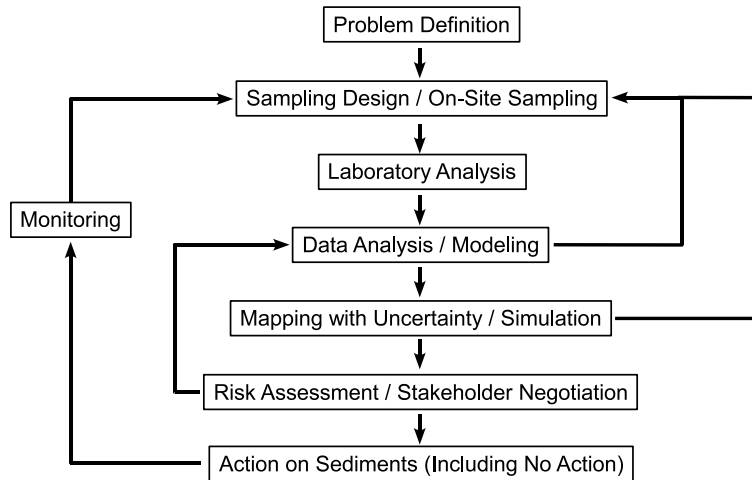 Problem Definition
Sampling Design / On-Site Sampling
Laboratory Analysis
Monitoring
Data Analysis / Modeling
Mapping with Uncertainty / Simulation
Risk Assessment / Stakeholder Negotiation
Action on Sediments (Including No Action)